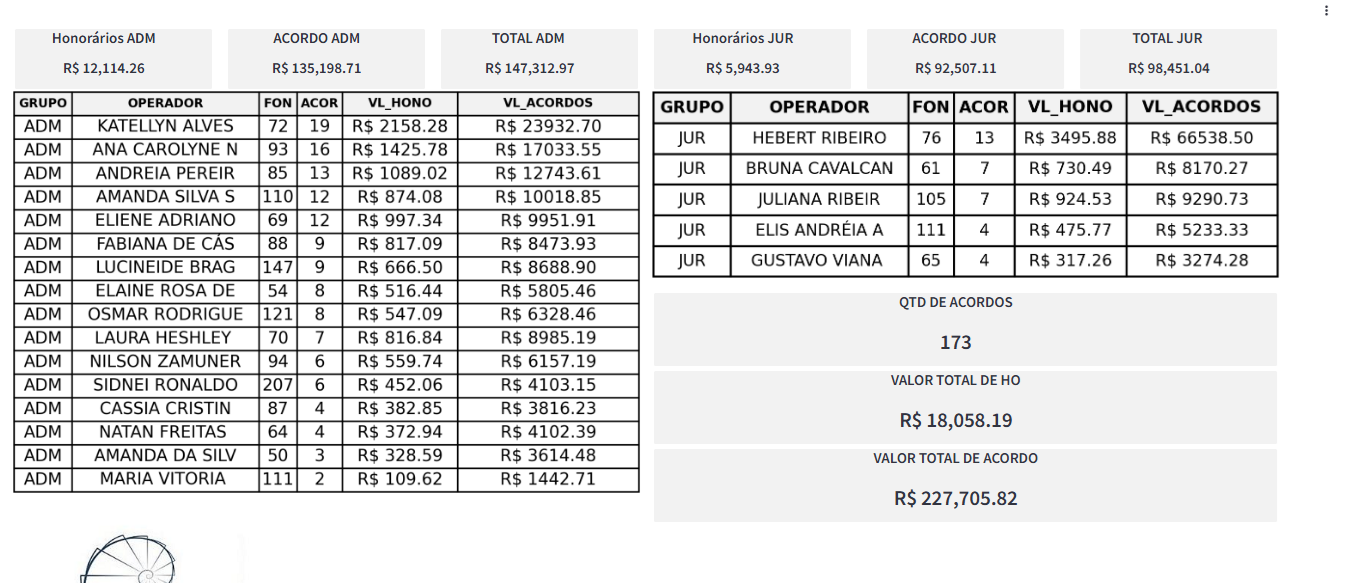 Honorários ADM
R$ 12,114.26
ACORDO ADM
R$ 135,198.71
TOTAL ADM
R$ 147,312.97
GRUPO OPERADOR FON ACOR VL_HONO VL_ACORDOS
ADM KATELLYN ALVES 72 19 R$ 2158.28 R$ 23932.70
ADM ANA CAROLYNE N 93 16 R$ 1425.78 R$ 17033.55
ADM ANDREIA PEREIR 85 13 R$ 1089.02 R$ 12743.61
ADM AMANDA SILVA S 110 12 R$ 874.08 R$ 10018.85
ADM ELIENE ADRIANO 69 12 R$ 997.34 R$ 9951.91
ADM FABIANA DE CÁS 88 9 R$ 817.09 R$ 8473.93
ADM LUCINEIDE BRAG 147 9 R$ 666.50 R$ 8688.90
ADM ELAINE ROSA DE 54 8 R$ 516.44 R$ 5805.46
ADM OSMAR RODRIGUE 121 8 R$ 547.09 R$ 6328.46
ADM LAURA HESHLEY 70 7 R$ 816.84 R$ 8985.19
ADM NILSON ZAMUNER 94 6 R$ 559.74 R$ 6157.19
ADM SIDNEI RONALDO 207 6 R$ 452.06 R$ 4103.15
ADM CASSIA CRISTIN 87 4 R$ 382.85 R$ 3816.23
ADM NATAN FREITAS 64 4 R$ 372.94 R$ 4102.39
ADM AMANDA DA SILV 50 3 R$ 328.59 R$ 3614.48
ADM MARIA VITORIA 111 2 R$ 109.62 R$ 1442.71
Honorários JUR
R$ 5,943.93
ACORDO JUR
R$ 92,507.11
TOTAL JUR
R$ 98,451.04
GRUPO OPERADOR FON ACOR VL_HONO VL_ACORDOS
JUR HEBERT RIBEIRO 76 13 R$ 3495.88 R$ 66538.50
JUR BRUNA CAVALCAN 61 7 R$ 730.49 R$ 8170.27
JUR JULIANA RIBEIR 105 7 R$ 924.53 R$ 9290.73
JUR ELIS ANDRÉIA A 111 4 R$ 475.77 R$ 5233.33
JUR GUSTAVO VIANA 65 4 R$ 317.26 R$ 3274.28
QTD DE ACORDOS
173
VALOR TOTAL DE HO
R$ 18,058.19
VALOR TOTAL DE ACORDO
R$ 227,705.82